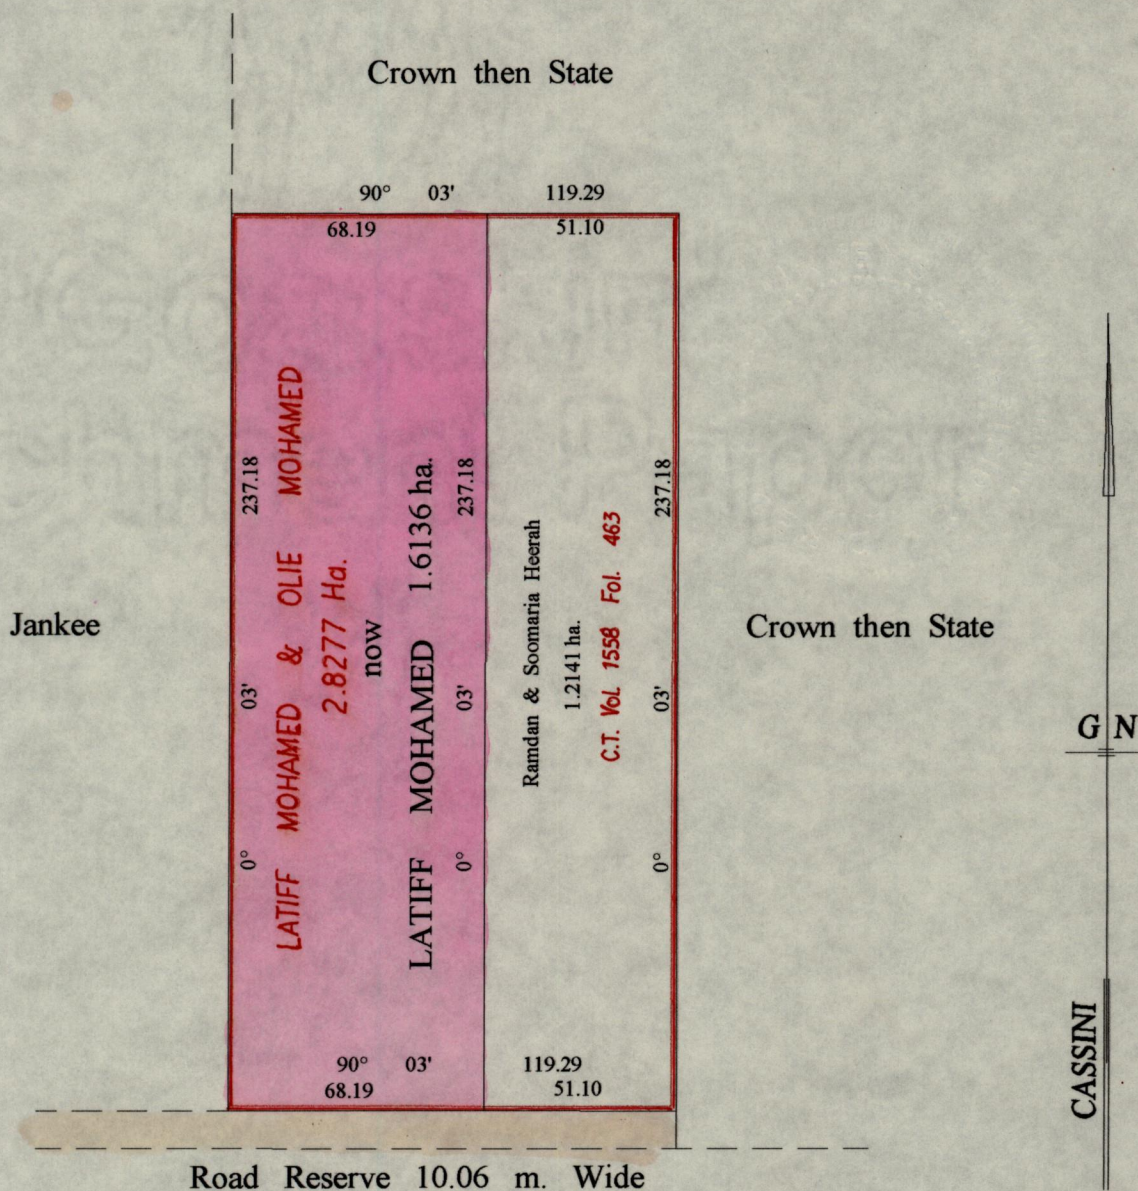 Crown then State
90° 03' 119.29
68.19 51.10
237.18 03' 0°
LATIFF MOHAMED & OLIE MOHAMED
2.8277 Ha.
now
LATIFF MOHAMED 1.6136 ha.
0° 03' 237.18
Ramdan & Soomaria Heerah
1.2141 ha.
C.T. Vol. 1558 Fol. 463
0° 03' 237.18
Jankee
Crown then State
G N
CASSINI
90° 03' 119.29
68.19 51.10
Road Reserve 10.06 m. Wide